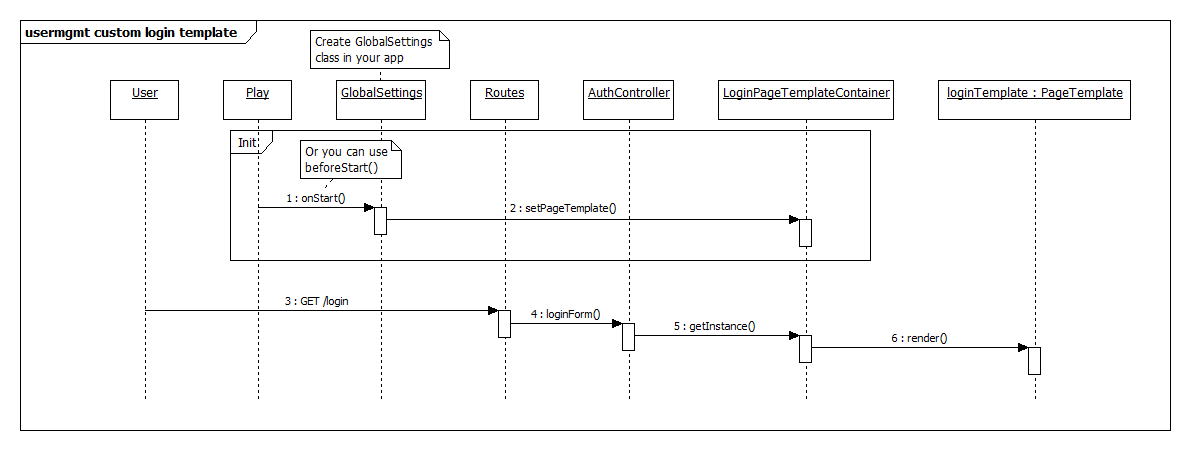 usermgmt custom login template
Create GlobalSettings
class in your app
User
Play
GlobalSettings
Routes
AuthController
LoginPageTemplateContainer
loginTemplate : PageTemplate
Init
Or you can use
beforeStart()
1 : onStart()
2 : setPageTemplate()
3 : GET /login
4 : loginForm()
5 : getInstance()
6 : render()